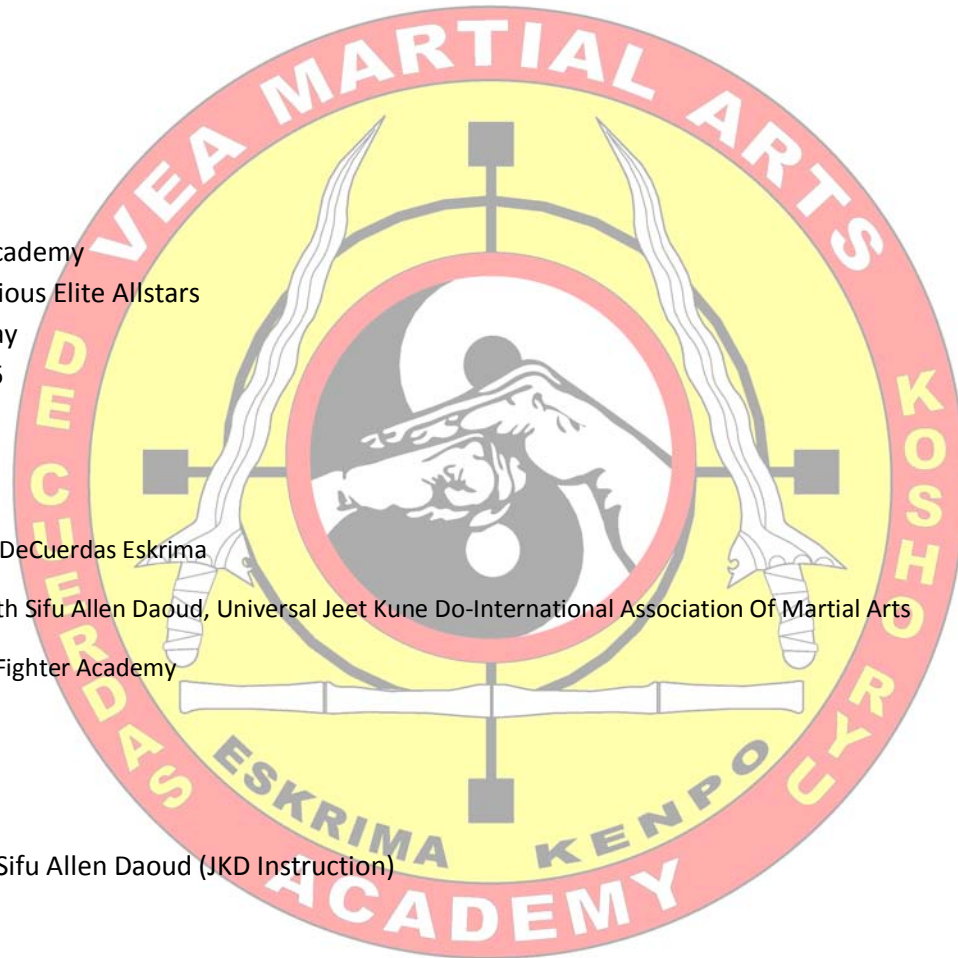 VEA MARTIAL ARTS
cademy
ious Elite Allstars
ay
DE CUERDAS
KOSHO RYU
DeCuerdas Eskrima
th Sifu Allen Daoud, Universal Jeet Kune Do-International Association Of Martial Arts
Fighter Academy
ESKRIMA KENPO
Sifu Allen Daoud (JKD Instruction)
ACADEMY